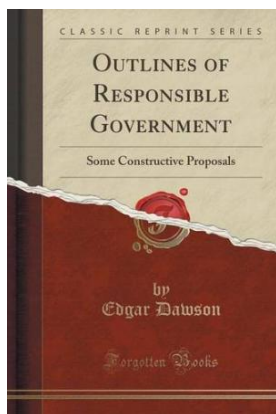 CLASSIC REPRINT SERIES
OUTLINES OF
RESPONSIBLE
GOVERNMENT
Some Constructive Proposals
by
Edgar Dawson
Forgotten Books